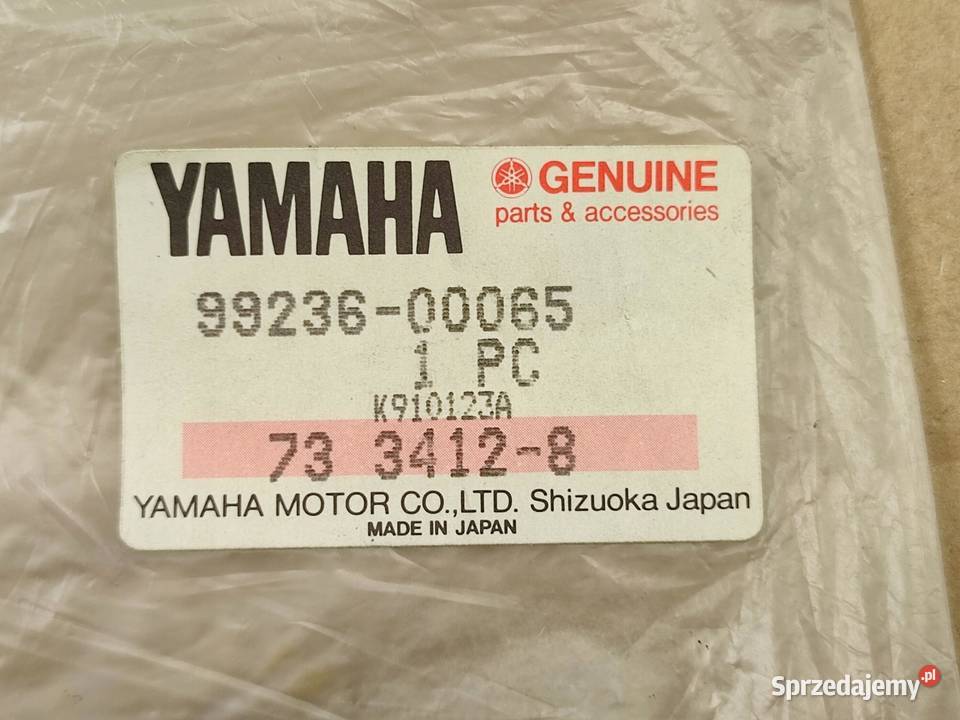 YAMAHA
GENUINE
parts & accessories
99236-00065
1 PC
K910123A
73 3412-8
YAMAHA MOTOR CO.,LTD. Shizuoka Japan
MADE IN JAPAN
Sprzedajemy.pl